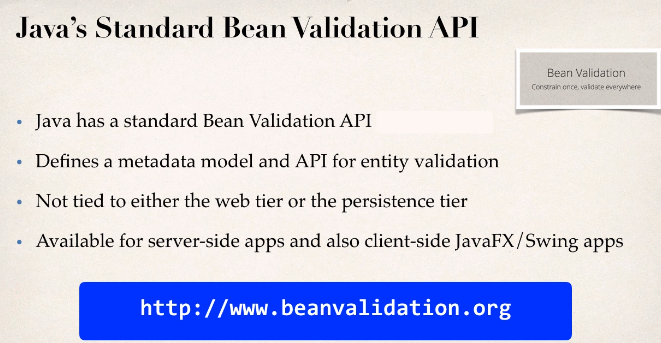 Java's Standard Bean Validation API
Bean Validation
Constrain once, validate everywhere
• Java has a standard Bean Validation API
• Defines a metadata model and API for entity validation
• Not tied to either the web tier or the persistence tier
• Available for server-side apps and also client-side JavaFX/Swing apps
http://www.beanvalidation.org